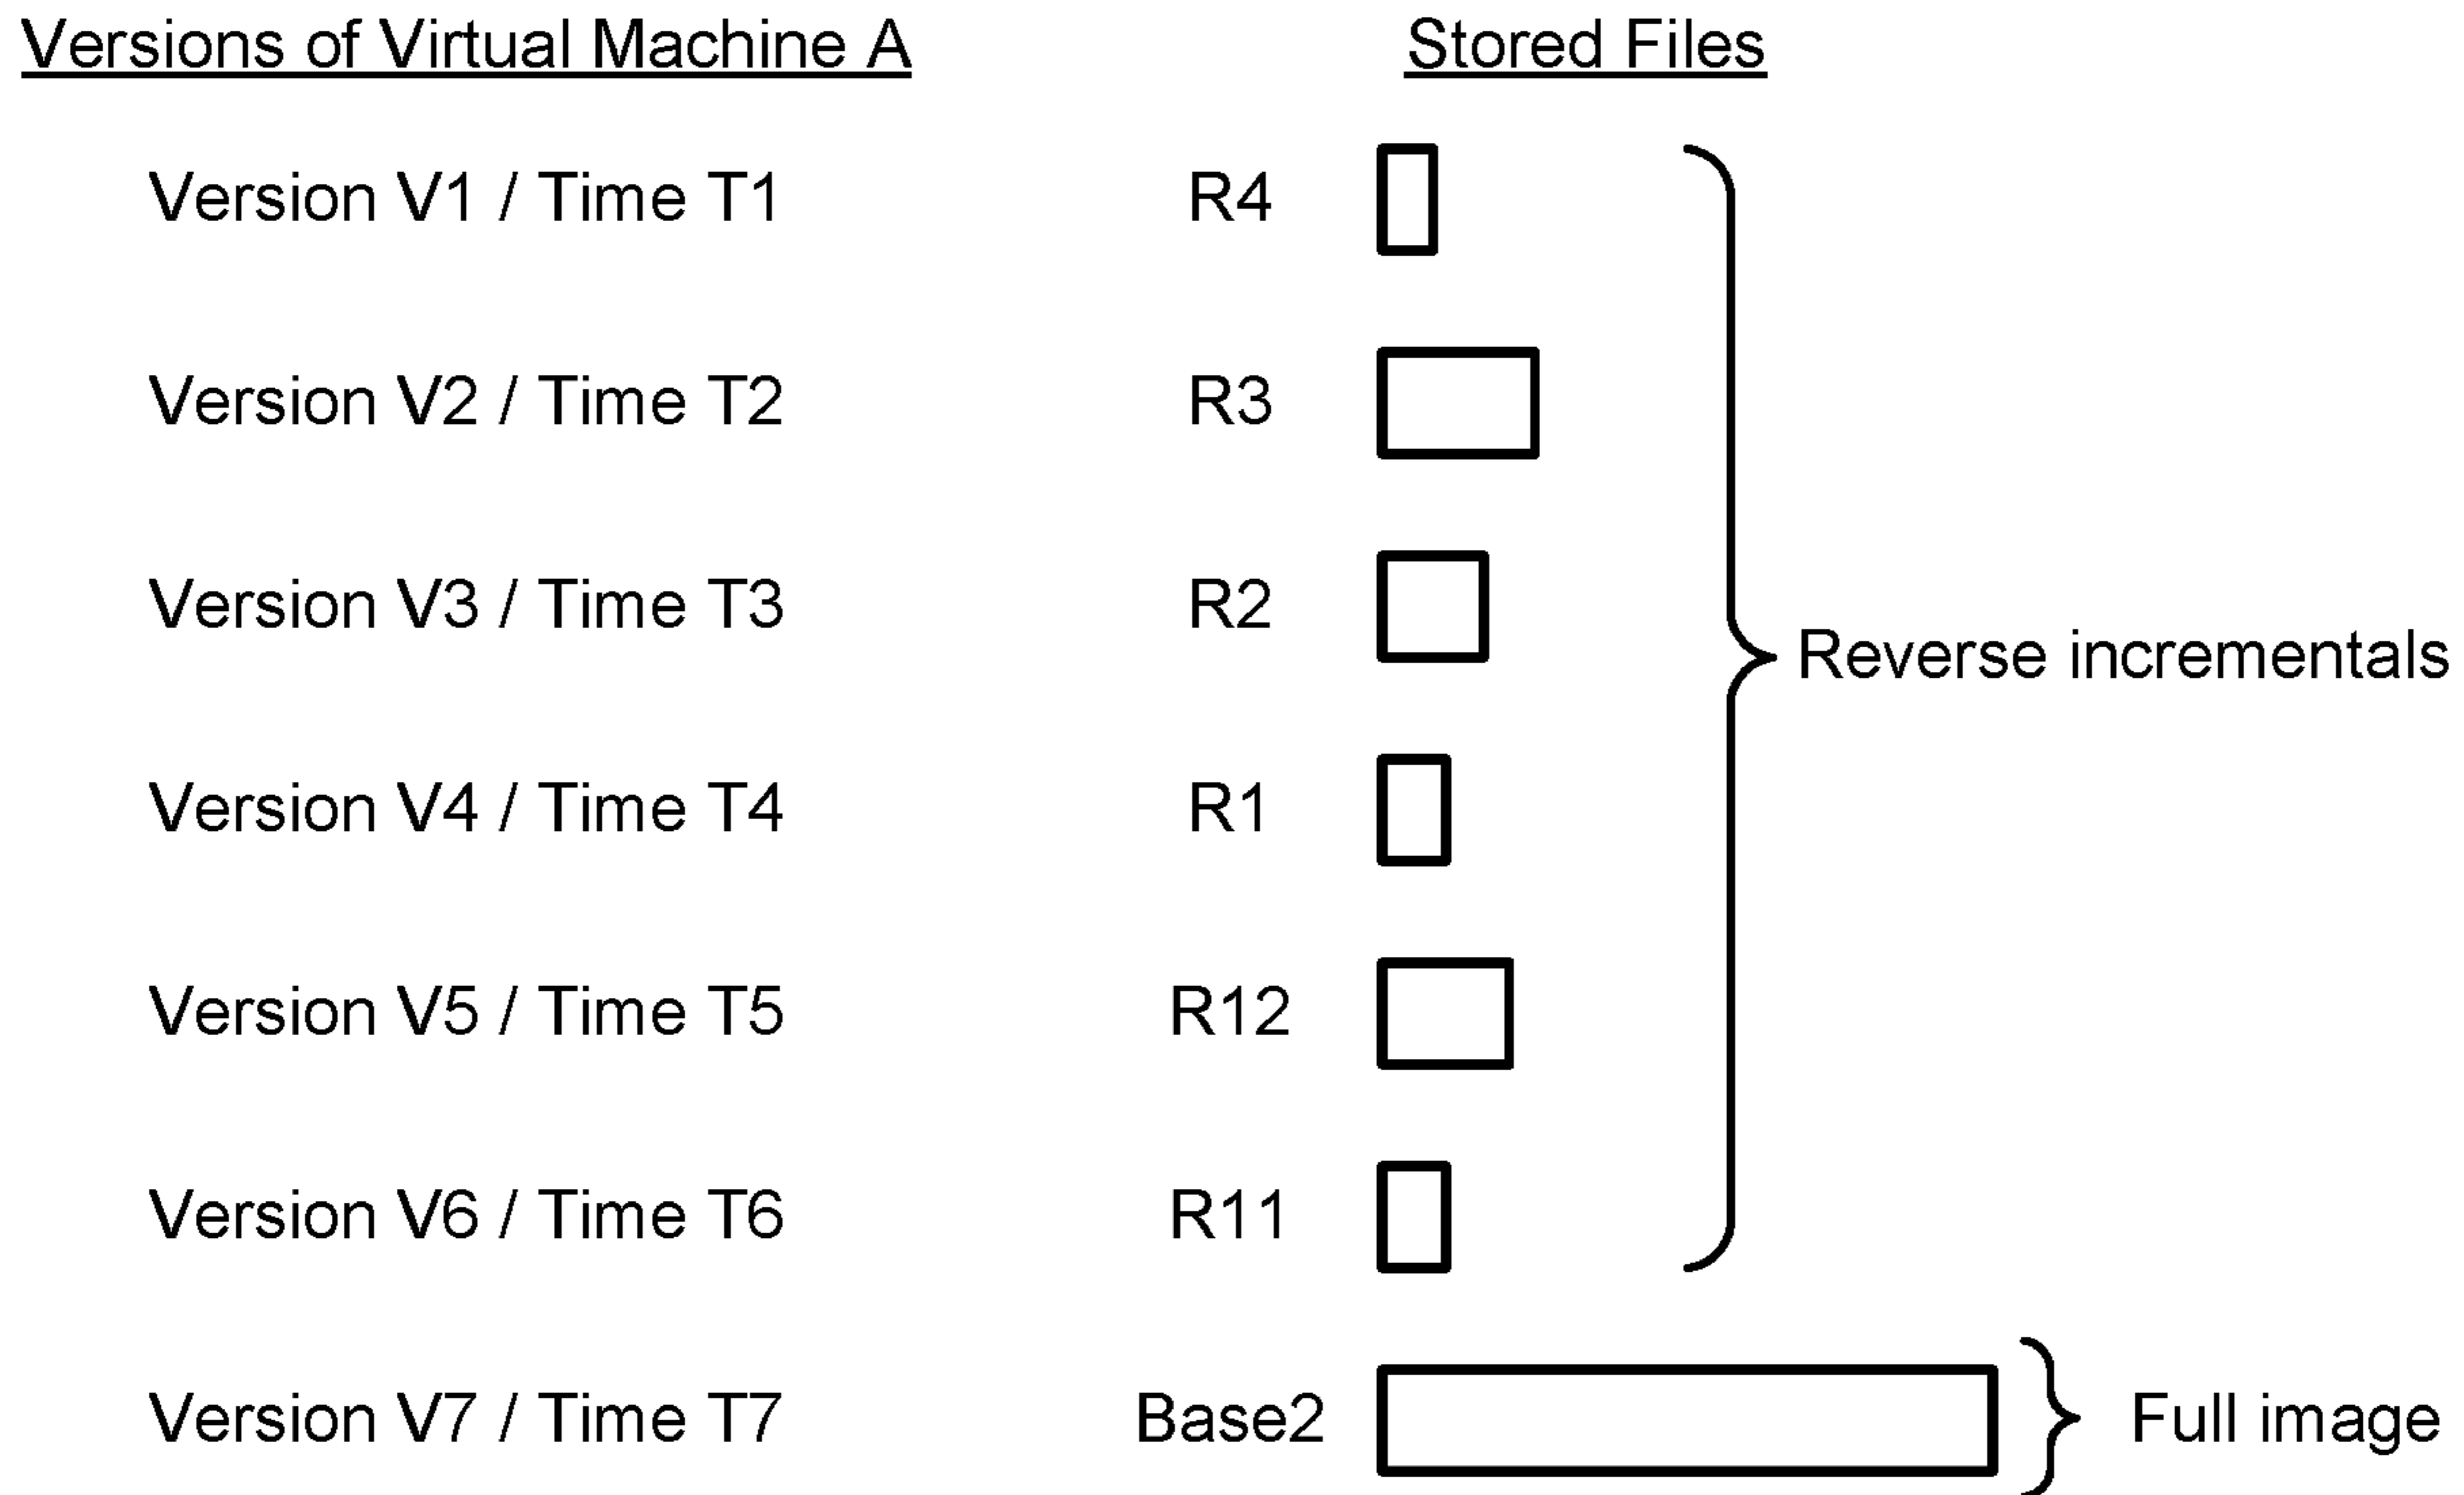 Versions of Virtual Machine A Stored Files
Version V1 / Time T1 R4
Version V2 / Time T2 R3
Version V3 / Time T3 R2
Reverse incrementals
Version V4 / Time T4 R1
Version V5 / Time T5 R12
Version V6 / Time T6 R11
Version V7 / Time T7 Base2 Full image